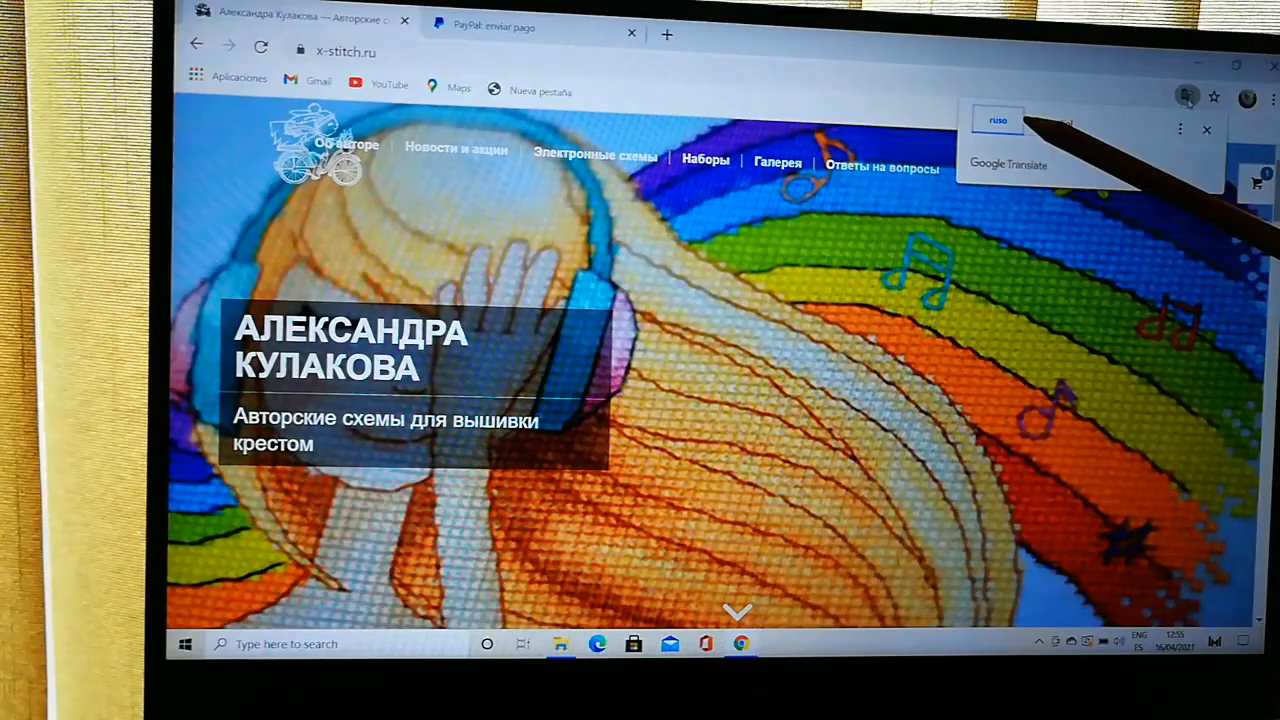 Александра Кулакова — Авторские с
PayPal: enviar pago
x-stitch.ru
Aplicaciones
Gmail
YouTube
Maps
Nueva pestaña
ruso
Google Translate
1
Об авторе
Новости и акции
Электронные схемы
Наборы
Галерея
Ответы на вопросы
АЛЕКСАНДРА
КУЛАКОВА
Авторские схемы для вышивки
крестом
Type here to search
ENG
ES
12:55
16/04/2021